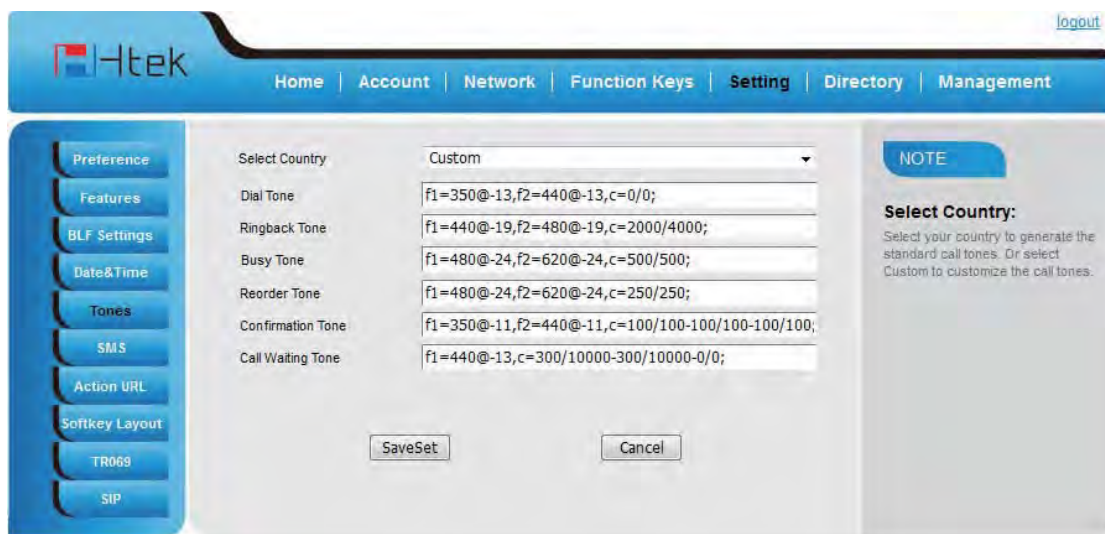 logout
Htek
Home | Account | Network | Function Keys | Setting | Directory | Management
Preference
Features
BLF Settings
Date&Time
Tones
SMS
Action URL
Softkey Layout
TR069
SIP
Select Country Custom
Dial Tone f1=350@-13,f2=440@-13,c=0/0;
Ringback Tone f1=440@-19,f2=480@-19,c=2000/4000;
Busy Tone f1=480@-24,f2=620@-24,c=500/500;
Reorder Tone f1=480@-24,f2=620@-24,c=250/250;
Confirmation Tone f1=350@-11,f2=440@-11,c=100/100-100/100-100/100;
Call Waiting Tone f1=440@-13,c=300/10000-300/10000-0/0;
SaveSet Cancel
NOTE
Select Country:
Select your country to generate the
standard call tones. Or select
Custom to customize the call tones.